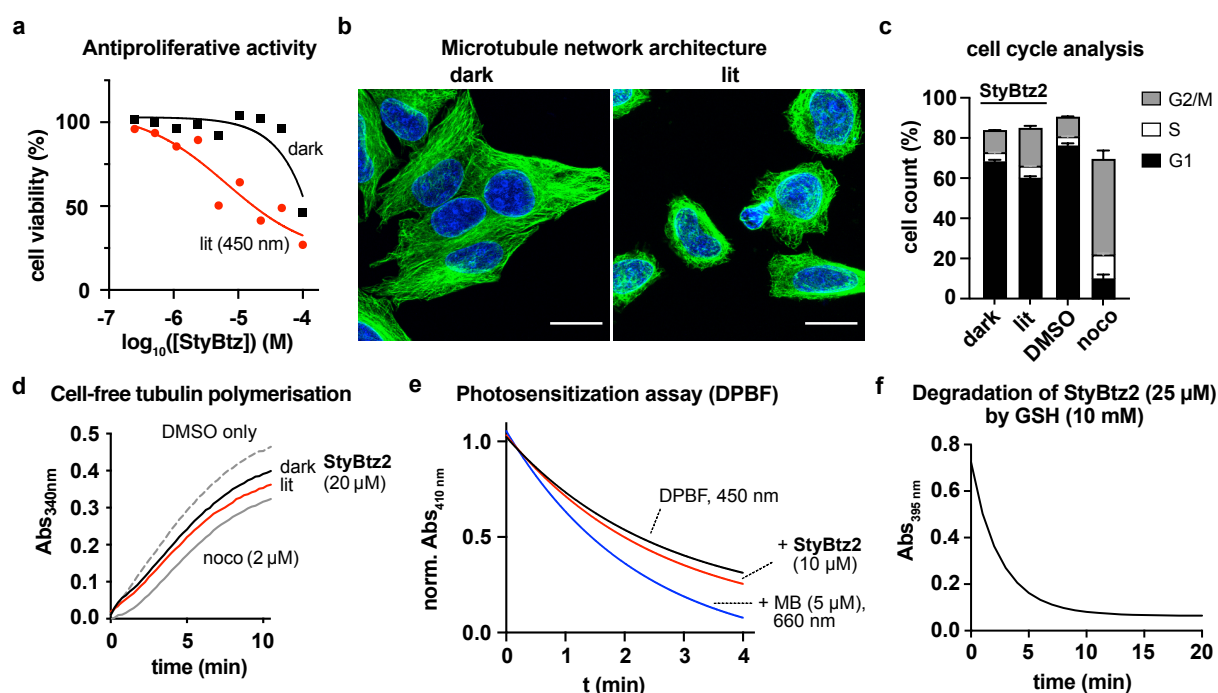 a
Antiproliferative activity
100
50
0
cell viability (%)
dark
lit (450 nm)
-7
-6
-5
-4
log10([StyBtz]) (M)
b
Microtubule network architecture
dark
lit
c
cell cycle analysis
StyBtz2
100
80
60
40
20
0
cell count (%)
G2/M
S
G1
dark
lit
DMSO
noco
d
Cell-free tubulin polymerisation
0.5
0.4
0.3
0.2
0.1
0.0
Abs340nm
DMSO only
dark StyBtz2
lit (20 µM)
noco (2 µM)
0
5
10
time (min)
e
Photosensitization assay (DPBF)
1.0
0.5
0.0
norm. Abs410 nm
DPBF, 450 nm
+ StyBtz2
(10 µM)
+ MB (5 µM),
660 nm
0
1
2
3
4
t (min)
f
Degradation of StyBtz2 (25 µM)
by GSH (10 mM)
0.8
0.6
0.4
0.2
0.0
Abs395 nm
0
5
10
15
20
time (min)